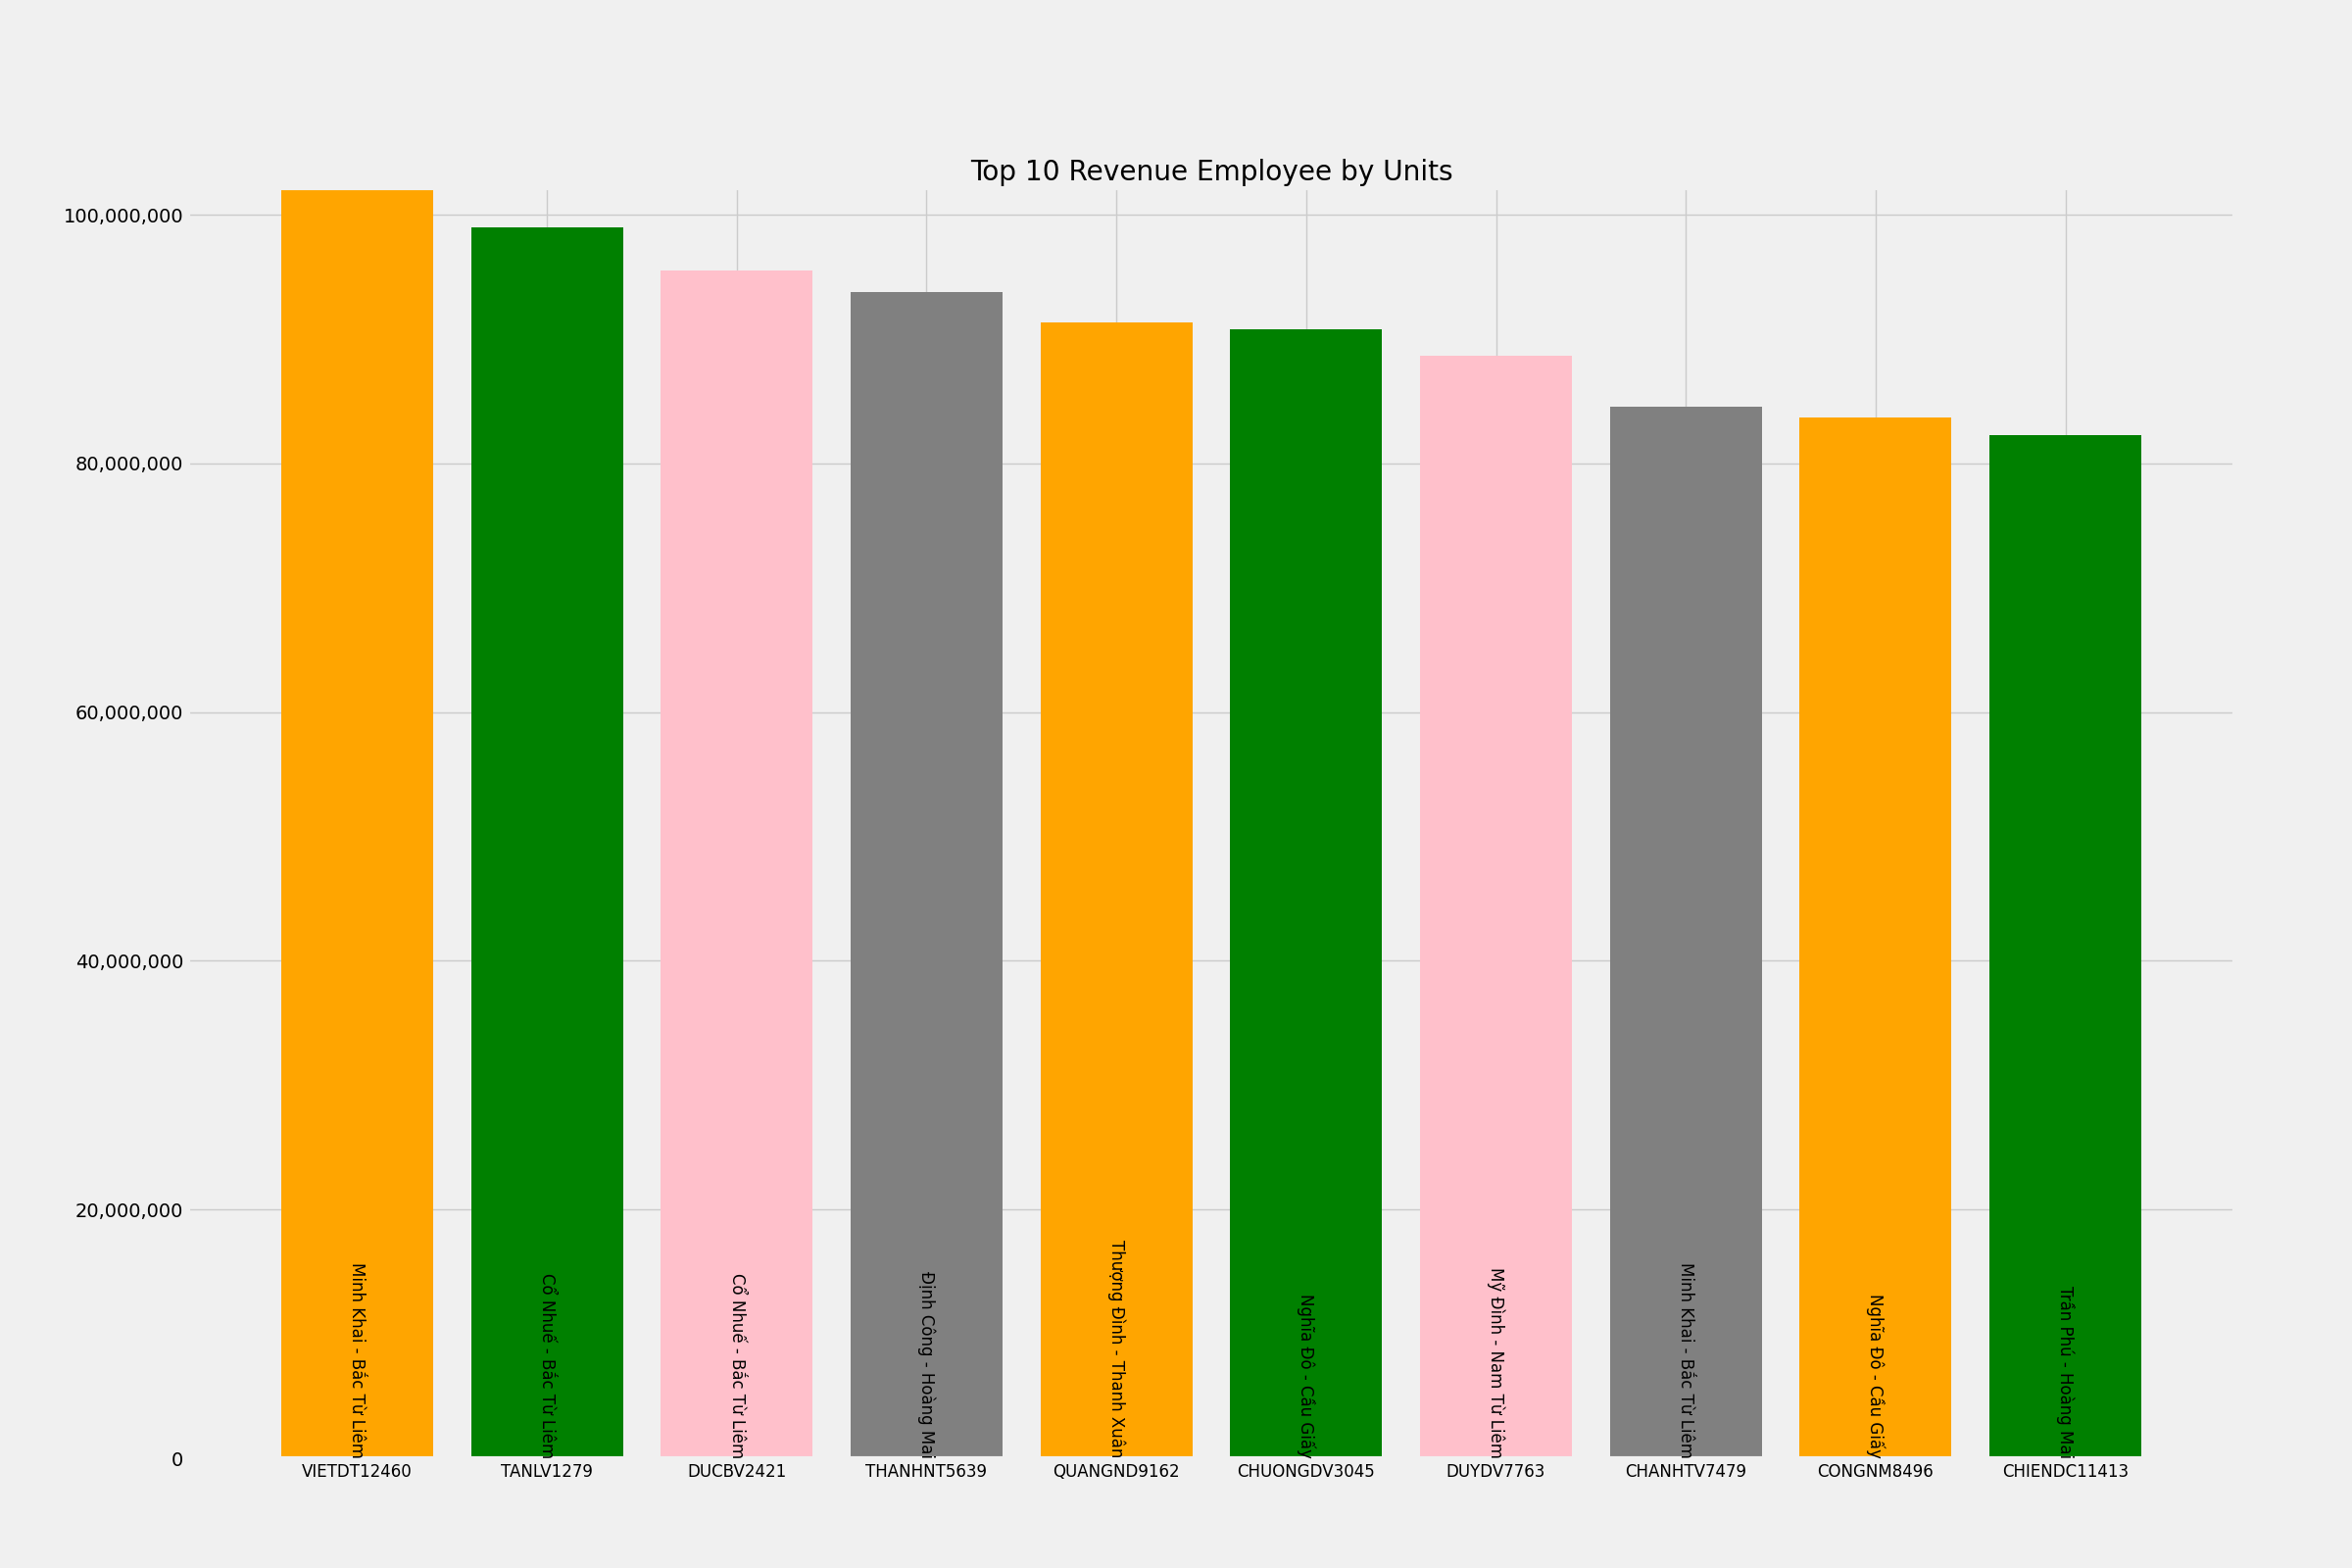 Top 10 Revenue Employee by Units
100,000,000
80,000,000
60,000,000
40,000,000
20,000,000
0
Minh Khai - Bắc Từ Liêm
Cổ Nhuế - Bắc Từ Liêm
Cổ Nhuế - Bắc Từ Liêm
Định Công - Hoàng Mai
Thượng Đình - Thanh Xuân
Nghĩa Đô - Cầu Giấy
Mỹ Đình - Nam Từ Liêm
Minh Khai - Bắc Từ Liêm
Nghĩa Đô - Cầu Giấy
Trần Phú - Hoàng Mai
VIETDT12460
TANLV1279
DUCBV2421
THANHNT5639
QUANGND9162
CHUONGDV3045
DUYDV7763
CHANHTV7479
CONGNM8496
CHIENDC11413